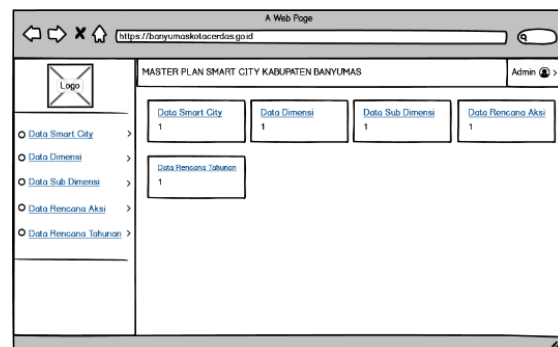 A Web Page
https://banyumaskotacerdas.go.id
Logo
MASTER PLAN SMART CITY KABUPATEN BANYUMAS
Admin
Data Smart City
Data Dimensi
Data Sub Dimensi
Data Rencana Aksi
Data Rencana Tahunan
Data Smart City
1
Data Dimensi
1
Data Sub Dimensi
1
Data Rencana Aksi
1
Data Rencana Tahunan
1